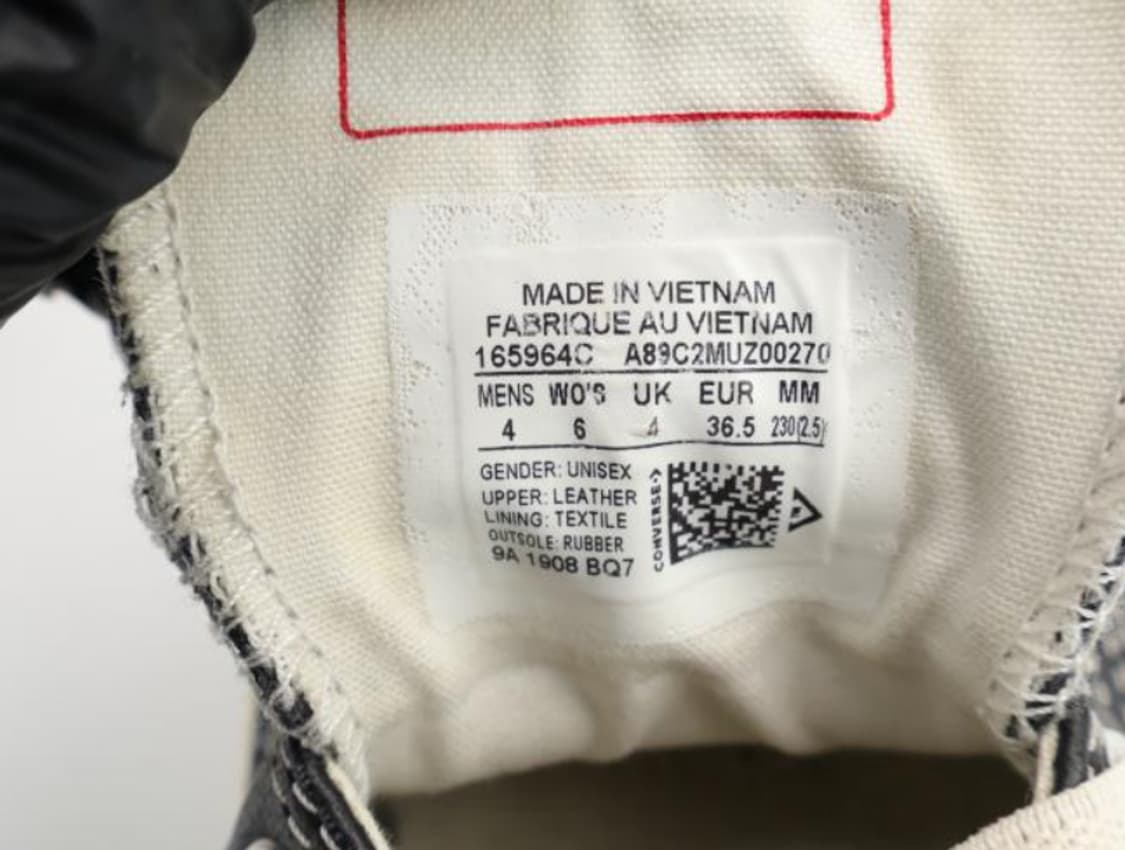 MADE IN VIETNAM
FABRIQUE AU VIETNAM
165964C A89C2MUZ00270
MENS WO'S UK EUR MM
4 6 4 36.5 230(2.5)
GENDER: UNISEX
UPPER: LEATHER
LINING: TEXTILE
OUTSOLE: RUBBER
9A 1908 BQ7
CONVERSE